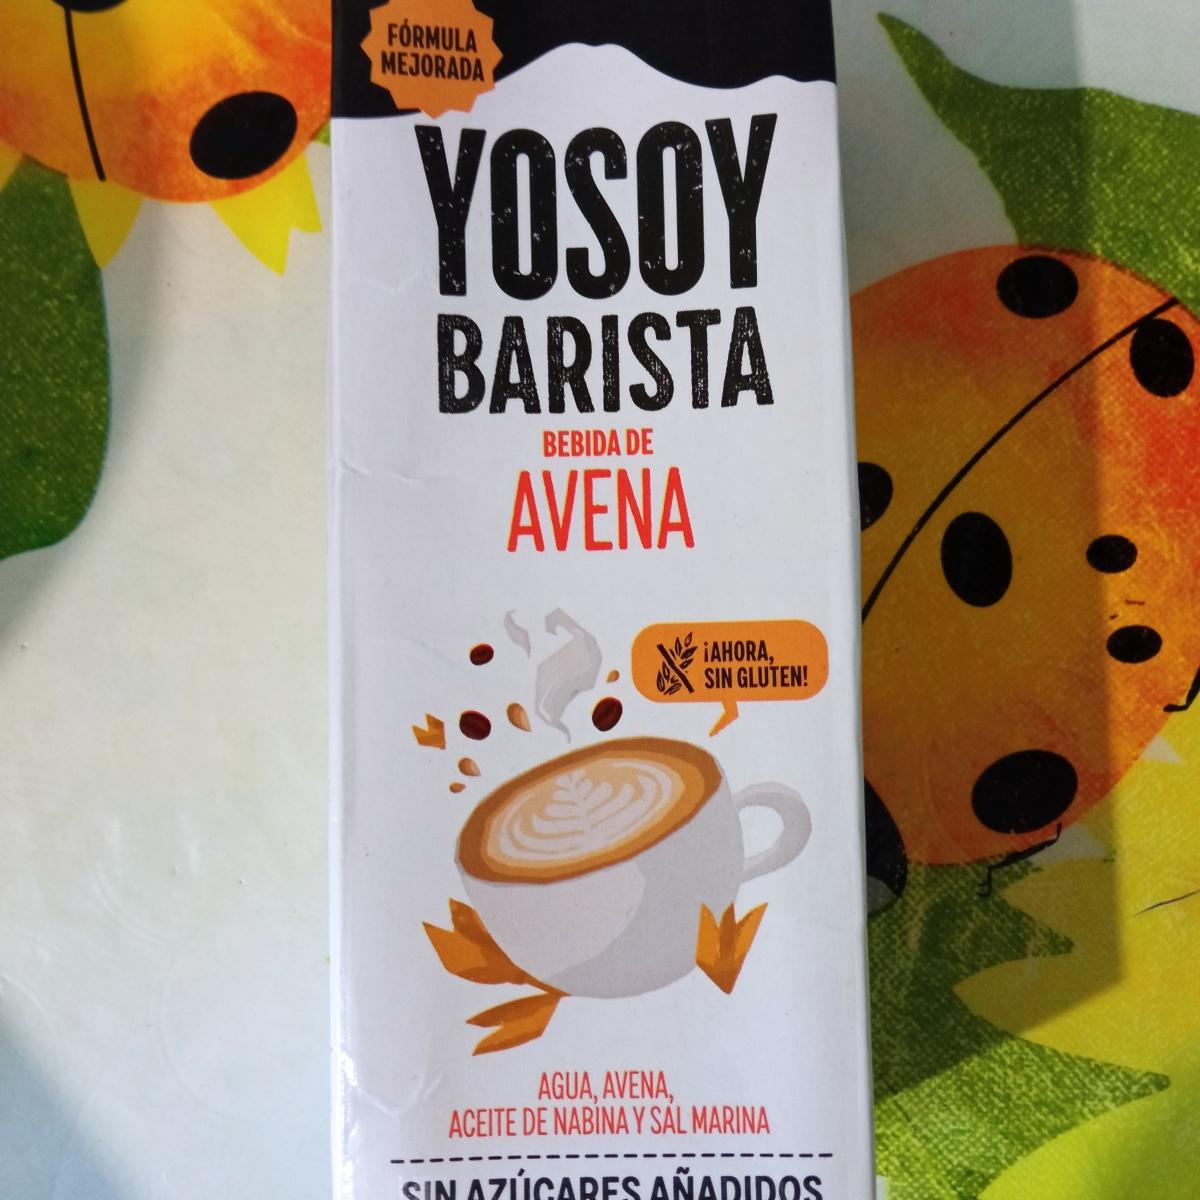 FÓRMULA
MEJORADA
YOSOY
BARISTA
BEBIDA DE
AVENA
¡AHORA,
SIN GLUTEN!
AGUA, AVENA,
ACEITE DE NABINA Y SAL MARINA
SIN AZÚCARES AÑADIDOS